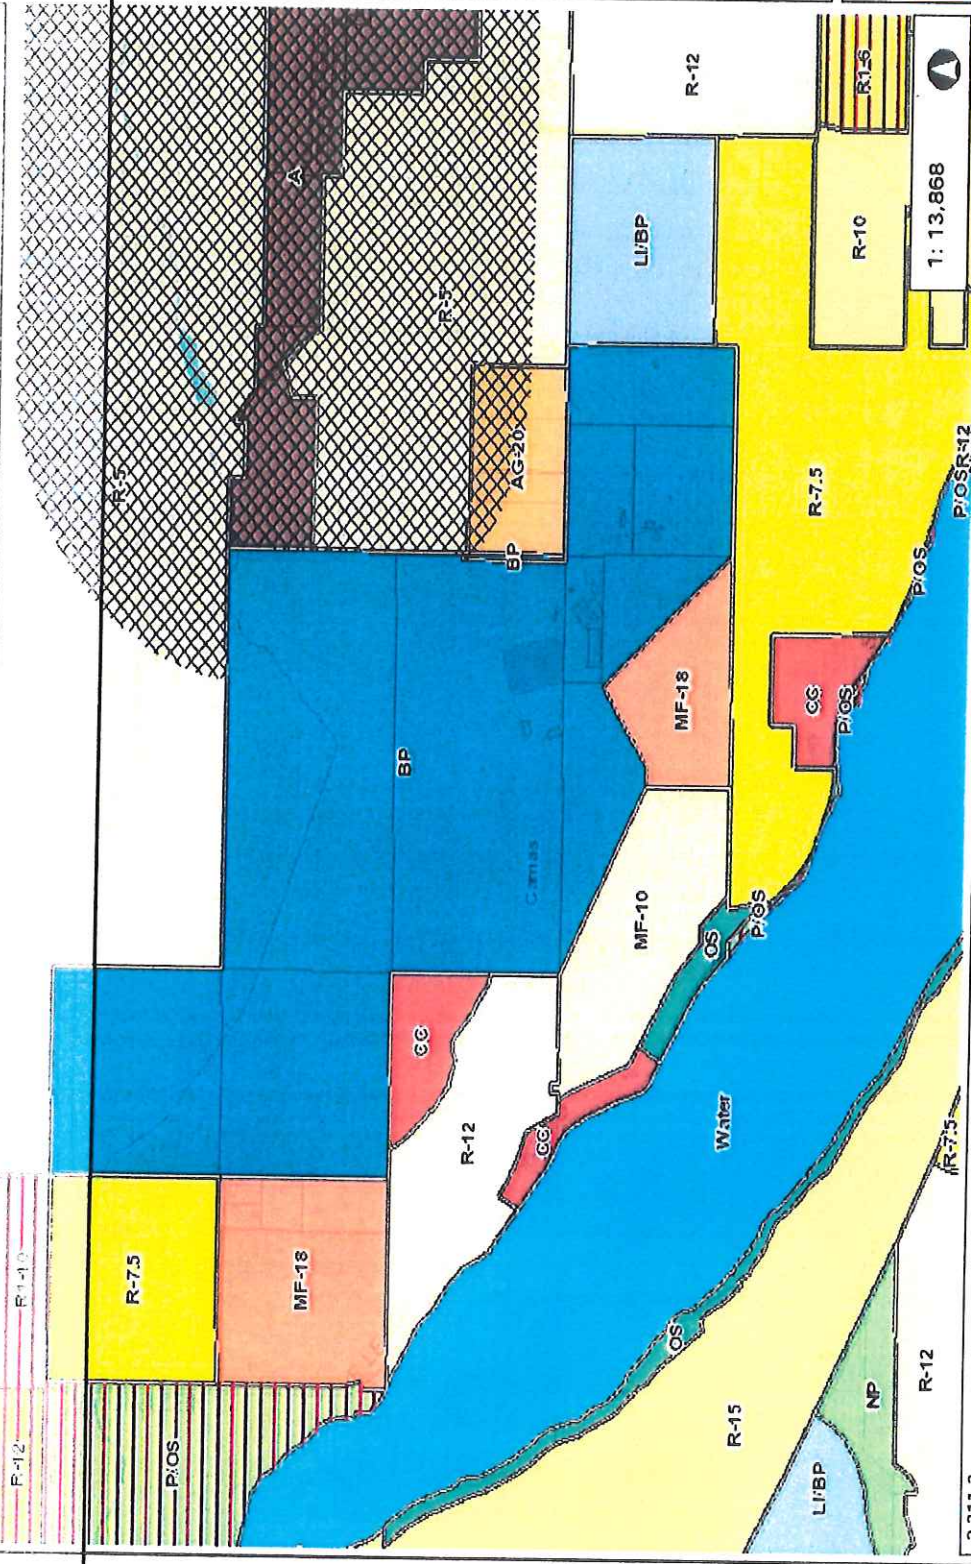 R-12
R1-10
R-5
R-7.5
P/OS
MF-18
A
BP
CC
R-5
R-12
BP
AG-20
Camas
CC
MF-10
LI/BP
OS
MF-18
R-12
OS
Water
R-15
P/OS
CC
R-7.5
LI/BP
P/OS
R-10
R1-6
NP
P/OS
R-12
R-7.5
P/OS
R-12
1: 13,868